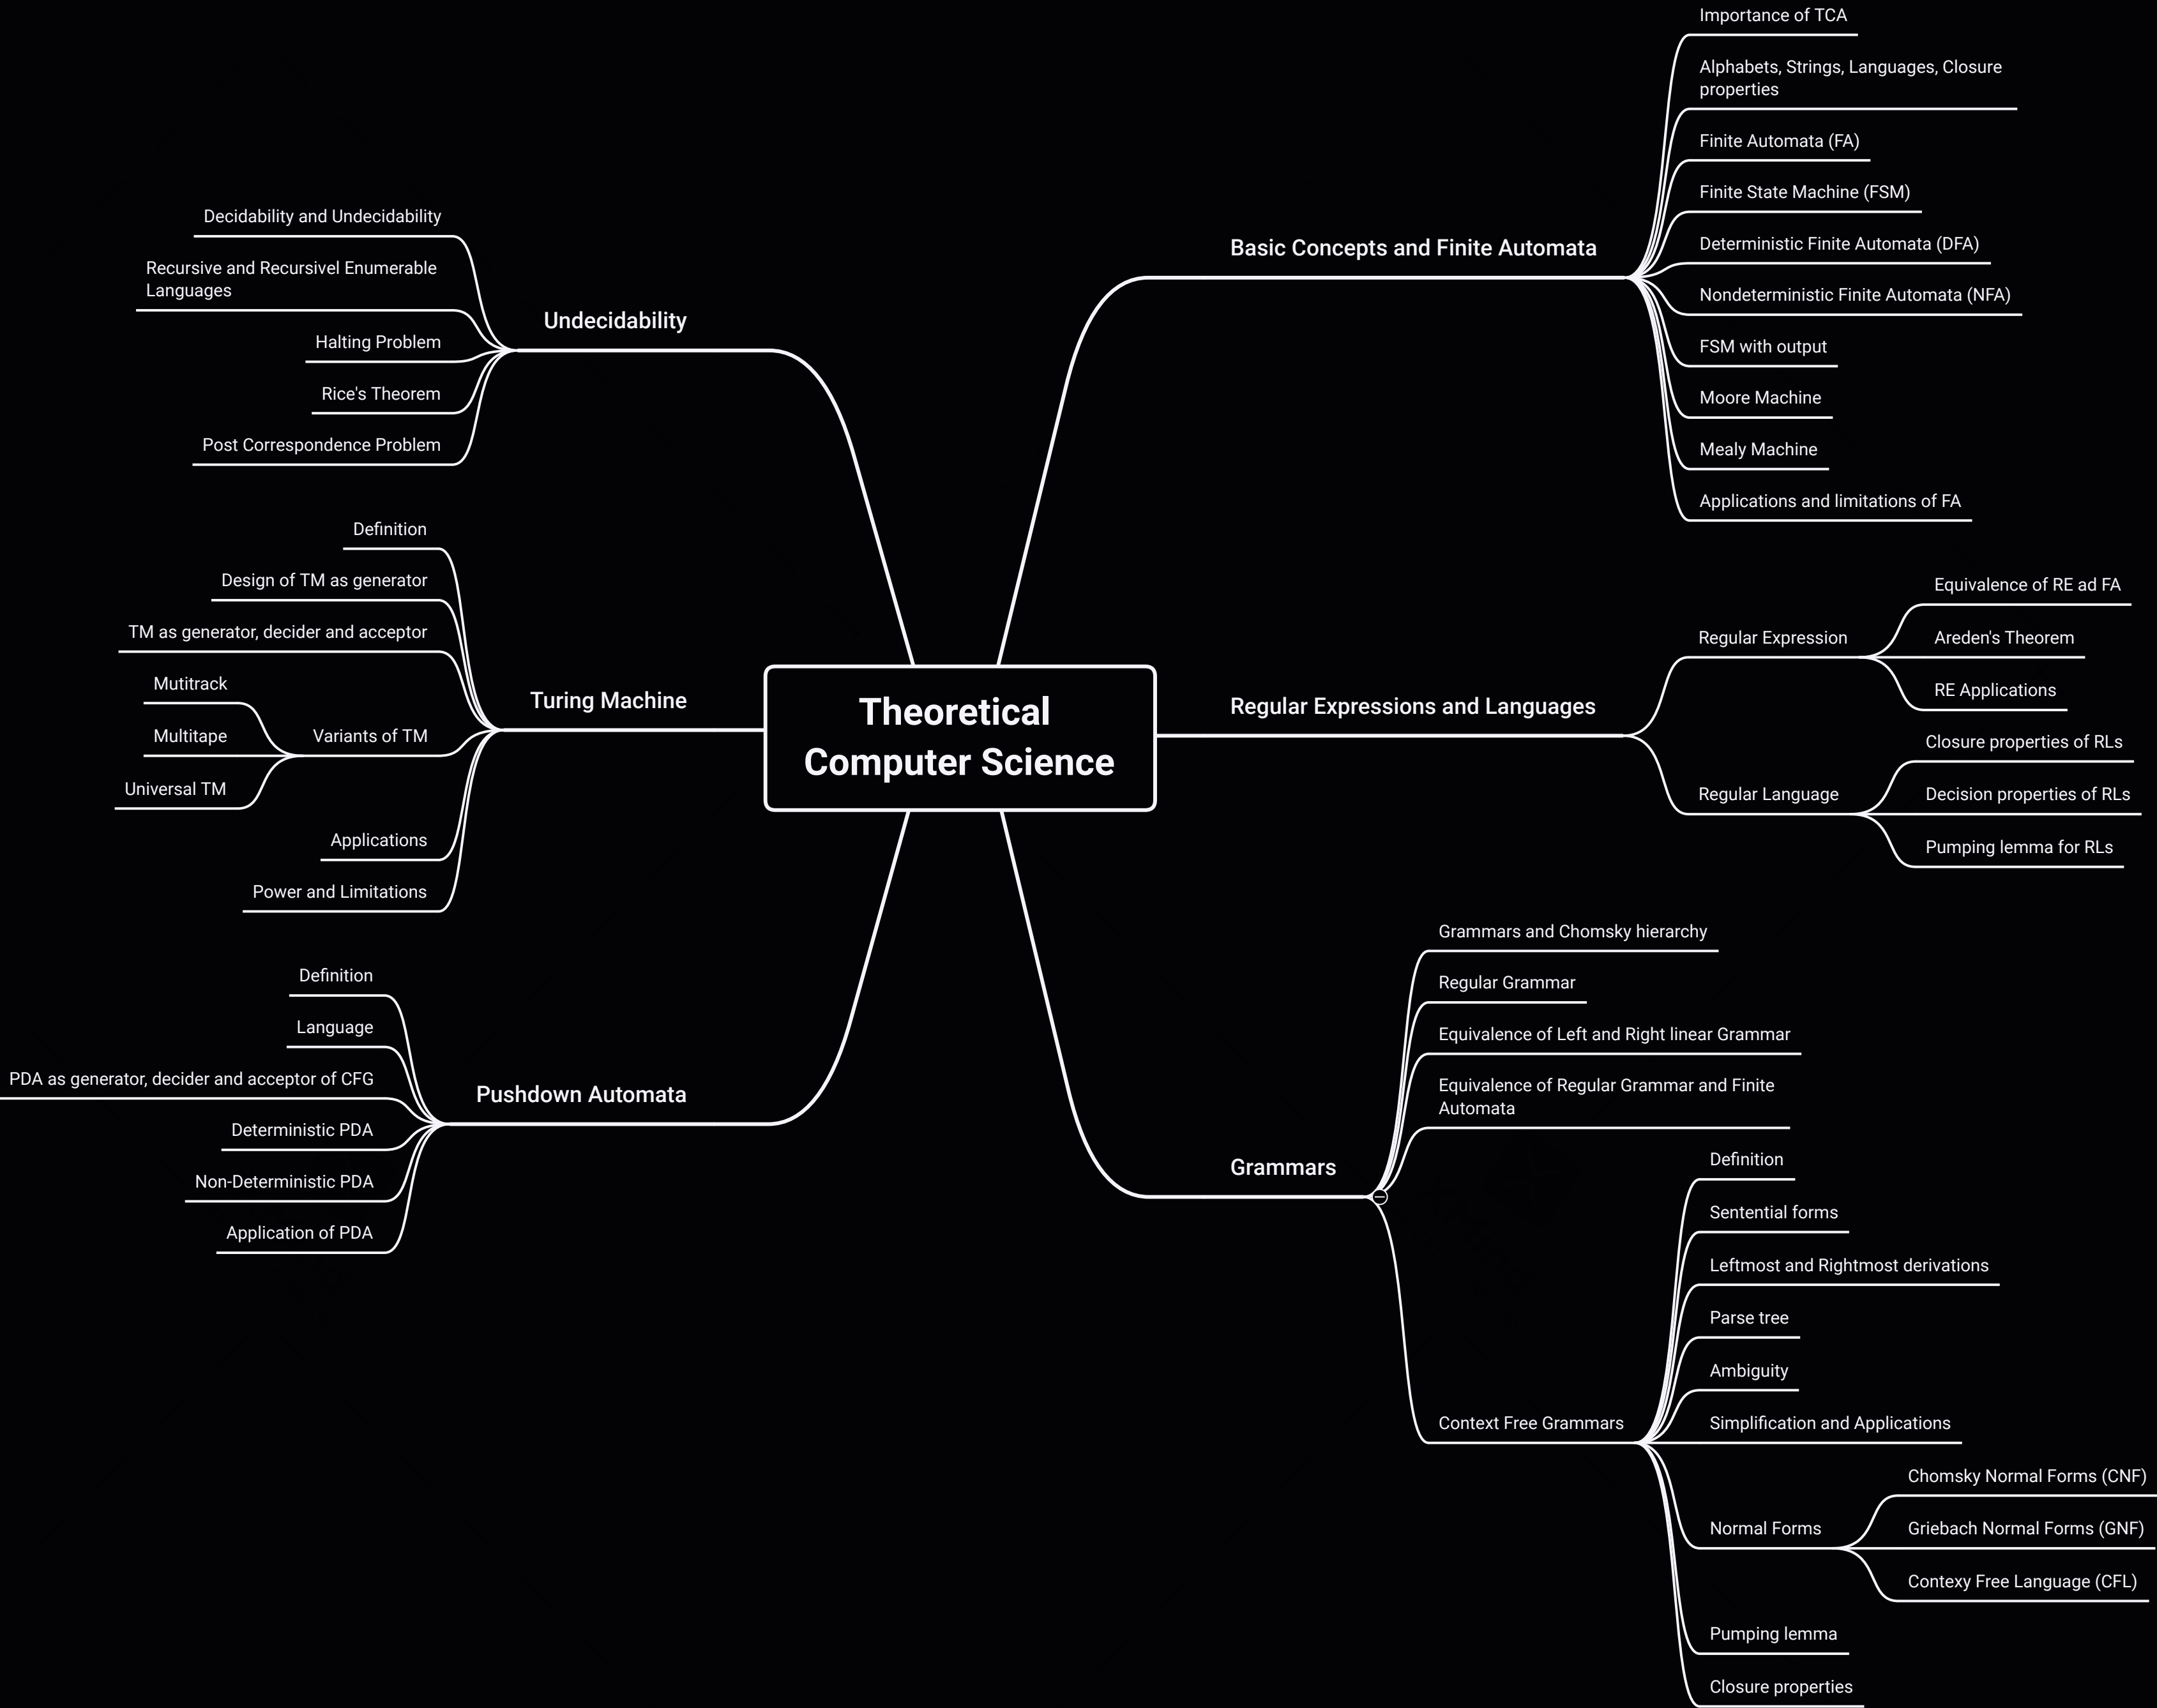 Theoretical
Computer Science
Basic Concepts and Finite Automata
Importance of TCA
Alphabets, Strings, Languages, Closure
properties
Finite Automata (FA)
Finite State Machine (FSM)
Deterministic Finite Automata (DFA)
Nondeterministic Finite Automata (NFA)
FSM with output
Moore Machine
Mealy Machine
Applications and limitations of FA
Regular Expressions and Languages
Regular Expression
Equivalence of RE ad FA
Areden's Theorem
RE Applications
Regular Language
Closure properties of RLs
Decision properties of RLs
Pumping lemma for RLs
Grammars
Grammars and Chomsky hierarchy
Regular Grammar
Equivalence of Left and Right linear Grammar
Equivalence of Regular Grammar and Finite
Automata
Context Free Grammars
Definition
Sentential forms
Leftmost and Rightmost derivations
Parse tree
Ambiguity
Simplification and Applications
Normal Forms
Chomsky Normal Forms (CNF)
Griebach Normal Forms (GNF)
Contexy Free Language (CFL)
Pumping lemma
Closure properties
Undecidability
Decidability and Undecidability
Recursive and Recursivel Enumerable
Languages
Halting Problem
Rice's Theorem
Post Correspondence Problem
Turing Machine
Definition
Design of TM as generator
TM as generator, decider and acceptor
Variants of TM
Mutitrack
Multitape
Universal TM
Applications
Power and Limitations
Pushdown Automata
Definition
Language
PDA as generator, decider and acceptor of CFG
Deterministic PDA
Non-Deterministic PDA
Application of PDA